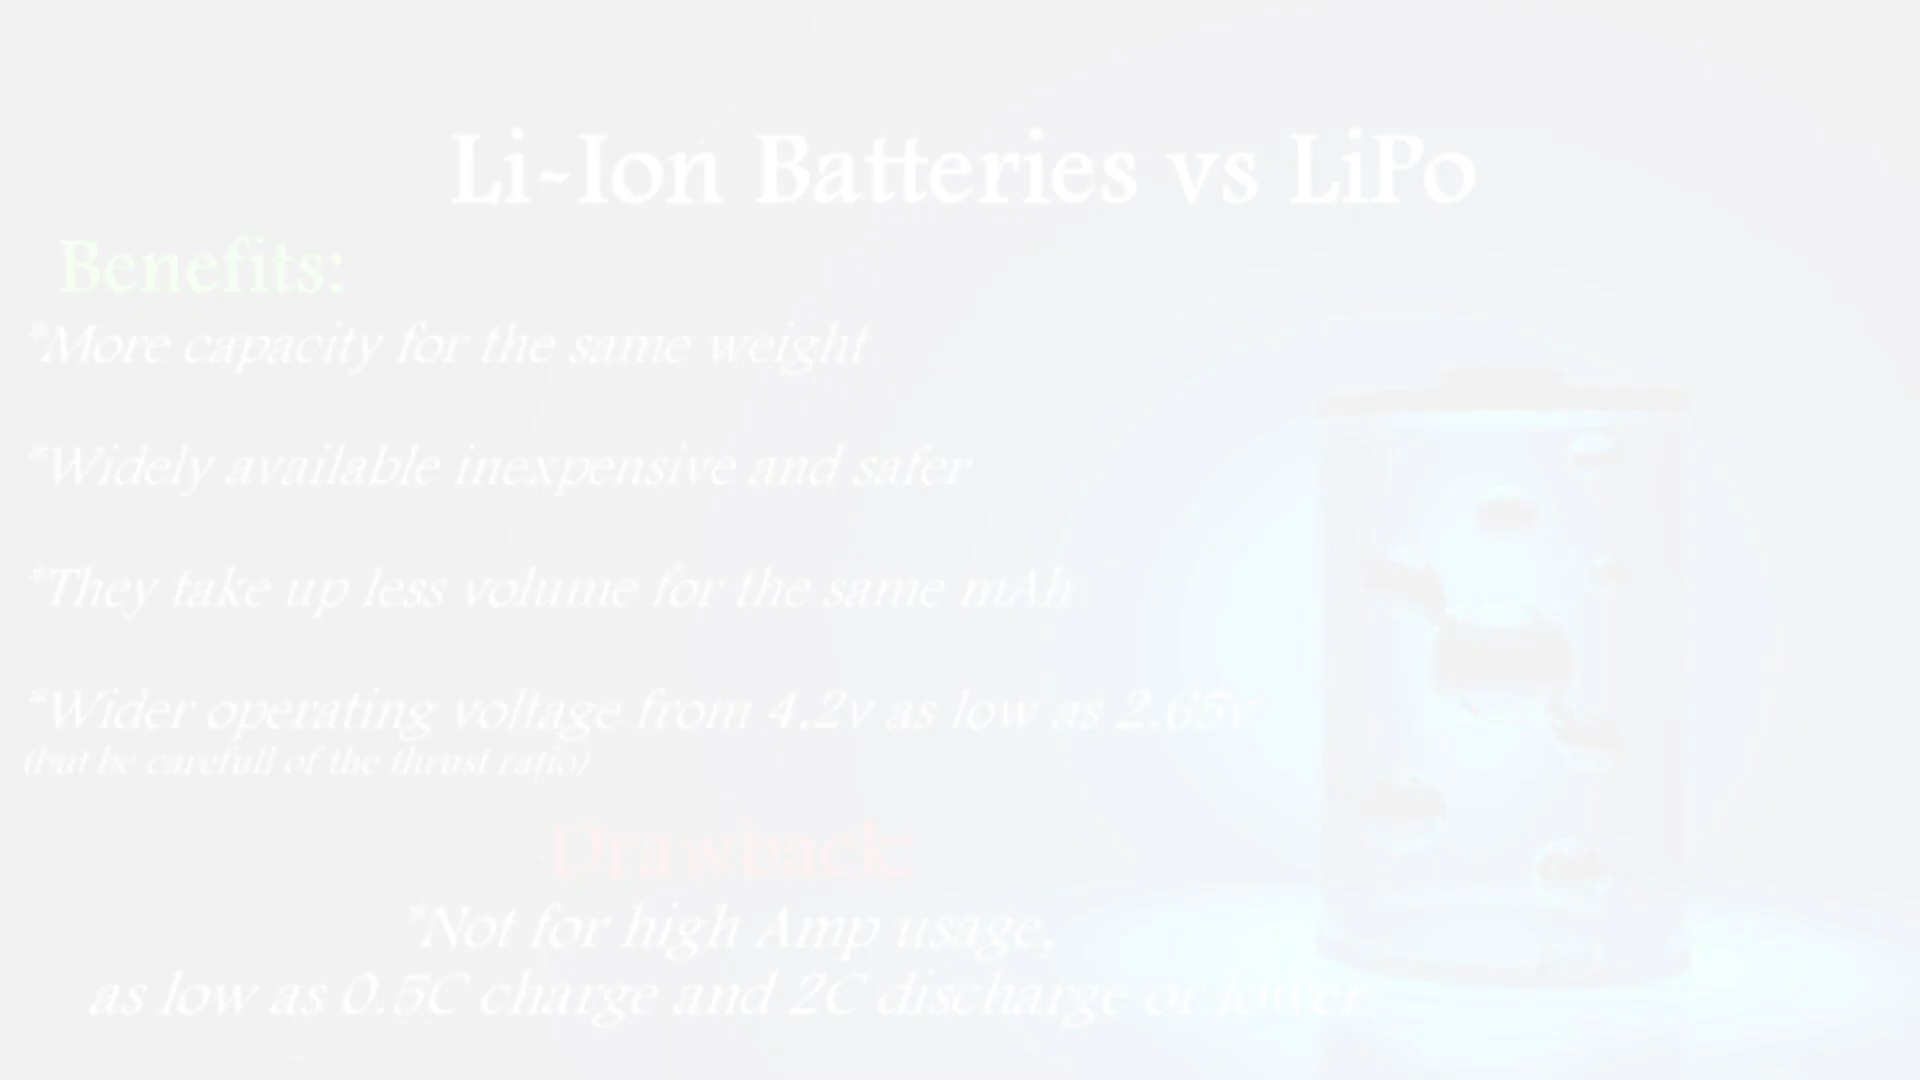 Li-Ion Batteries vs LiPo
Benefits:
*More capacity for the same weight
*Widely available inexpensive and safer
*They take up less volume for the same mAh
*Wider operating voltage from 4.2v as low as 2.65v
(but be carefull of the thrust ratio)
Drawback:
*Not for high Amp usage,
as low as 0.5C charge and 2C discharge or lower.